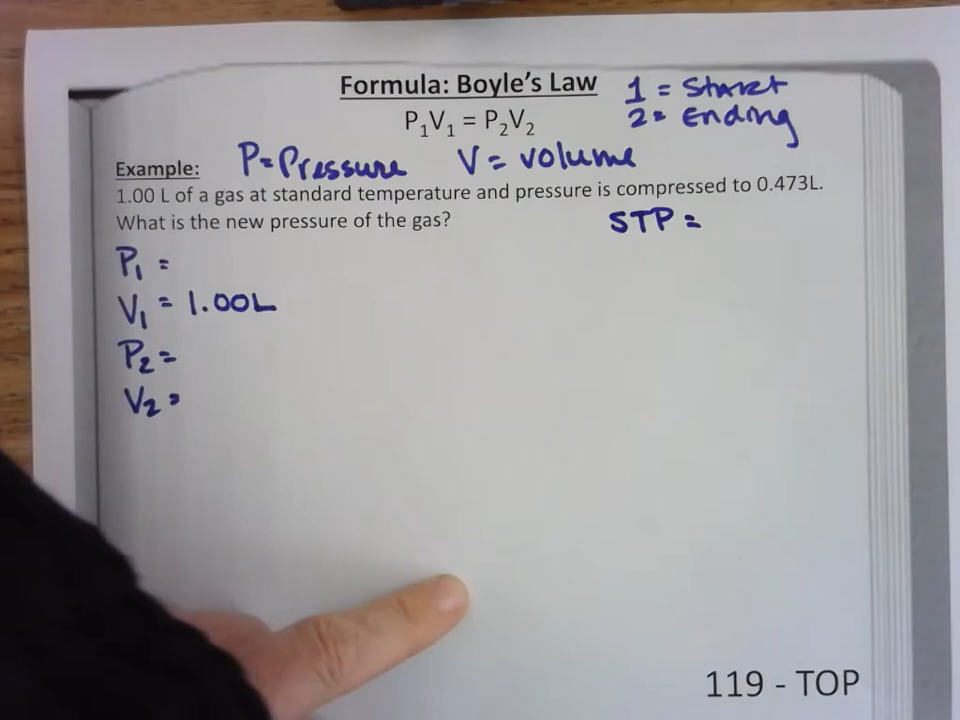 Formula: Boyle's Law
1 = Start
P₁V₁ = P₂V₂
2 = Ending
Example:
P = Pressure V = volume
1.00 L of a gas at standard temperature and pressure is compressed to 0.473L.
What is the new pressure of the gas?
STP =
P₁ =
V₁ = 1.00L
P₂ =
V₂ =
119 - TOP